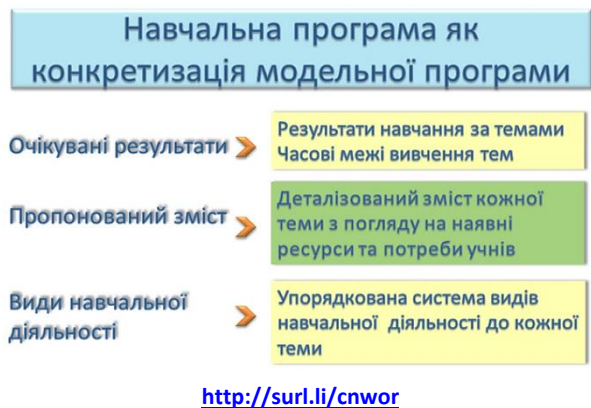 Навчальна програма як
конкретизація модельної програми
Очікувані результати
Результати навчання за темами
Часові межі вивчення тем
Пропонований зміст
Деталізований зміст кожної
теми з погляду на наявні
ресурси та потреби учнів
Види навчальної
діяльності
Упорядкована система видів
навчальної діяльності до кожної
теми
http://surl.li/cnwor